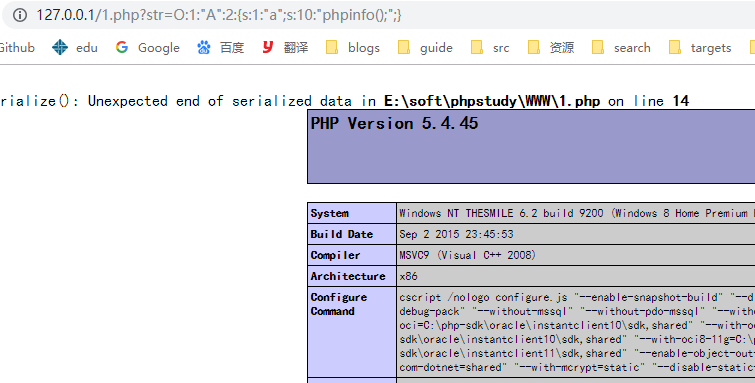 127.0.0.1/1.php?str=O:1:"A":2:{s:1:"a";s:10:"phpinfo();";}
Github edu Google 百度 翻译 blogs guide src 资源 search targets
rialize(): Unexpected end of serialized data in E:\soft\phpstudy\WWW\1.php on line 14
PHP Version 5.4.45
System Windows NT THESMILE 6.2 build 9200 (Windows 8 Home Premium
Build Date Sep 2 2015 23:45:53
Compiler MSVC9 (Visual C++ 2008)
Architecture x86
Configure cscript /nologo configure.js "--enable-snapshot-build" "--d
Command debug-pack" "--without-mssql" "--without-pdo-mssql" "--with
oci=C:\php-sdk\oracle\instantclient10\sdk,shared" "--with-o
sdk\oracle\instantclient10\sdk,shared" "--with-oci8-11g=C:\
sdk\oracle\instantclient11\sdk,shared" "--enable-object-out
com-dotnet=shared" "--with-mcrypt=static" "--disable-static